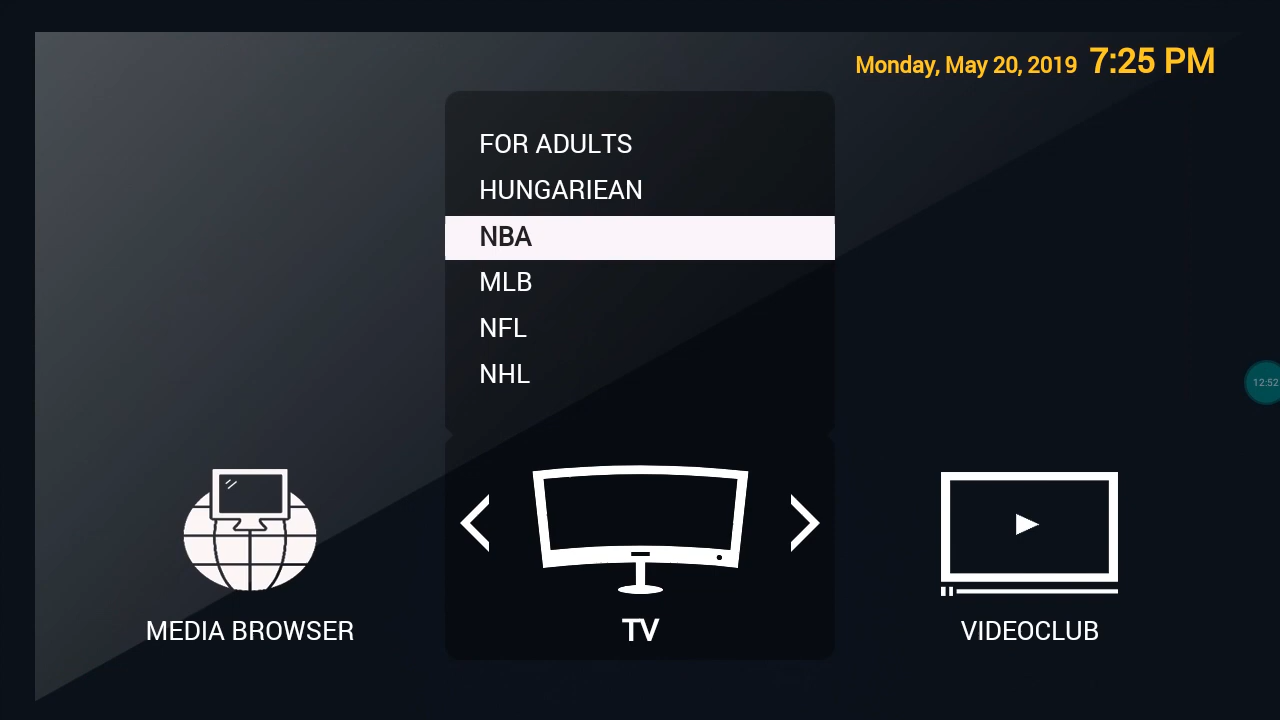 Monday, May 20, 2019 7:25 PM
FOR ADULTS
HUNGARIEAN
NBA
MLB
NFL
NHL
12:52
MEDIA BROWSER
TV
VIDEOCLUB